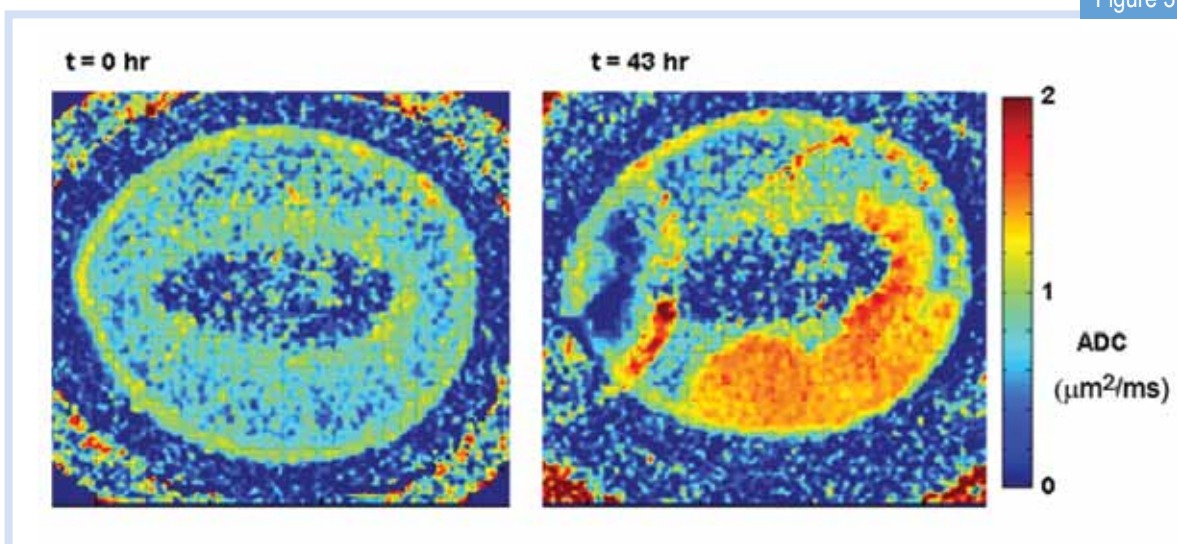 Figure 5
t = 0 hr
t = 43 hr
2
1
ADC
(μm²/ms)
0